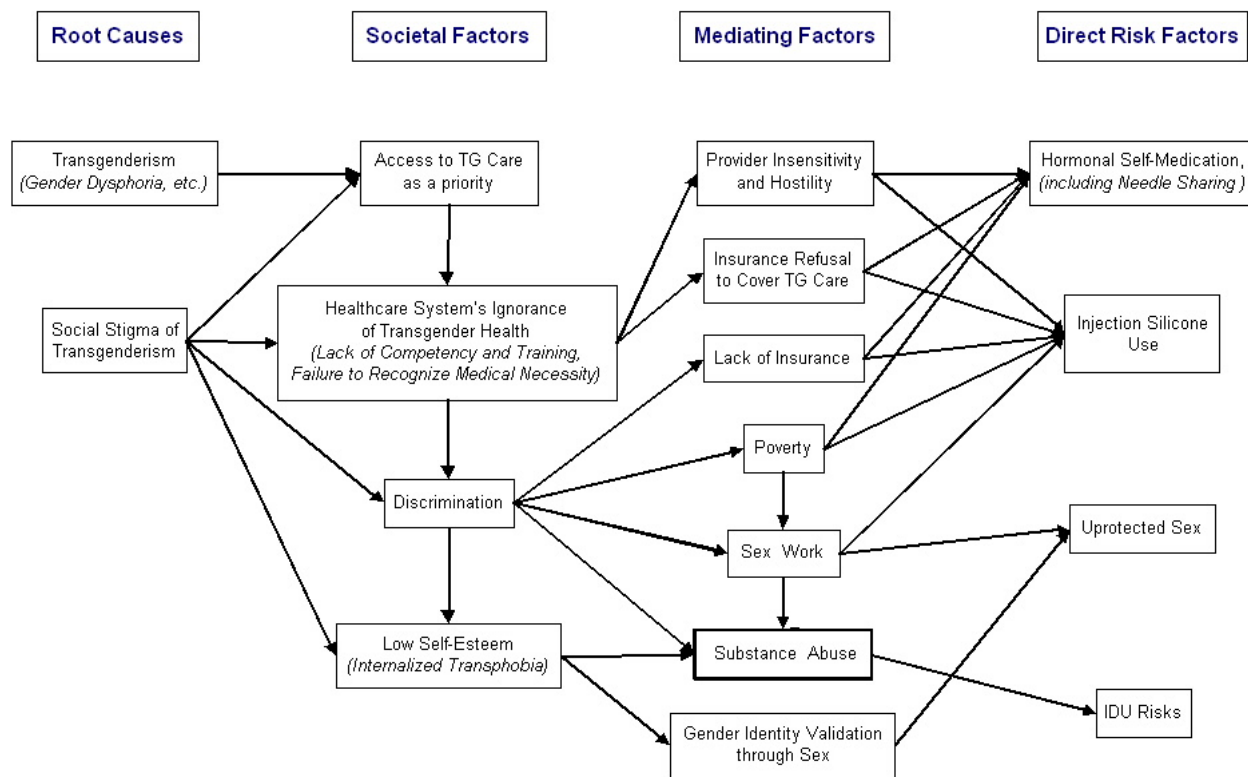 Root Causes
Societal Factors
Mediating Factors
Direct Risk Factors
Transgenderism
(Gender Dysphoria, etc.)
Social Stigma of
Transgenderism
Access to TG Care
as a priority
Healthcare System's Ignorance
of Transgender Health
(Lack of Competency and Training,
Failure to Recognize Medical Necessity)
Discrimination
Low Self-Esteem
(Internalized Transphobia)
Provider Insensitivity
and Hostility
Insurance Refusal
to Cover TG Care
Lack of Insurance
Poverty
Sex Work
Substance Abuse
Gender Identity Validation
through Sex
Hormonal Self-Medication,
(including Needle Sharing )
Injection Silicone
Use
Uprotected Sex
IDU Risks